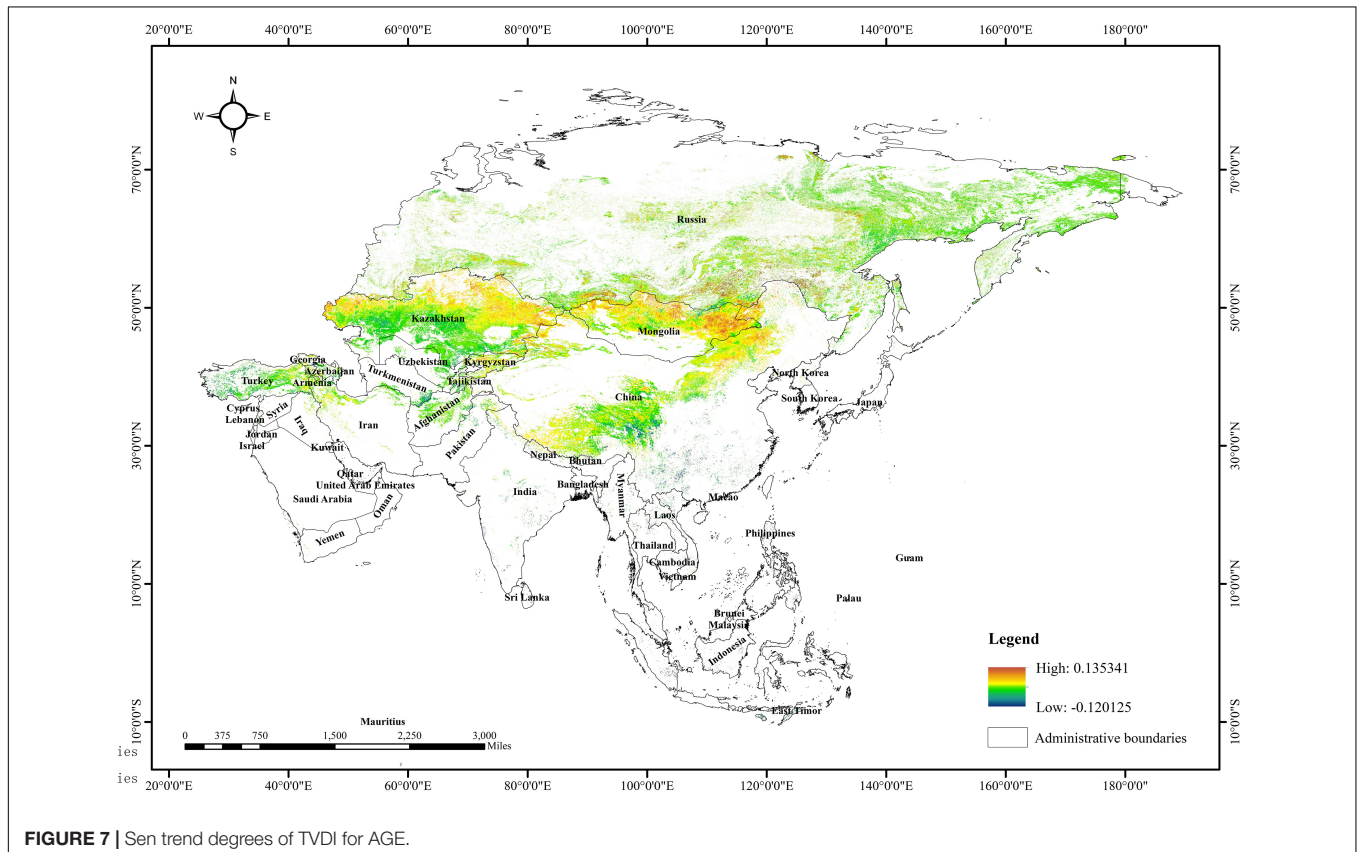 20°0'0"E 40°0'0"E 60°0'0"E 80°0'0"E 100°0'0"E 120°0'0"E 140°0'0"E 160°0'0"E 180°0'0"E
N
W E
S
70°0'0"N 70°0'0"N
Russia
50°0'0"N 50°0'0"N
Kazakhstan
Mongolia
Georgia
Uzbekistan Kyrgyzstan
Azerbaijan
North Korea
Turkey Armenia Turkmenistan Tajikistan
China
South Korea Japan
Cyprus Syria Afghanistan
Lebanon
Iraq Iran
Jordan
Israel Kuwait Pakistan
30°0'0"N 30°0'0"N
Nepal Bhutan
Qatar
United Arab Emirates
Bangladesh
India
Myanmar
Saudi Arabia Oman
Macao
Laos
Yemen
Thailand Philippines
Cambodia
Guam
Vietnam
10°0'0"N 10°0'0"N
Sri Lanka Palau
Brunei
Malaysia
Indonesia
East Timor
Mauritius
10°0'0"S 10°0'0"S
Legend
High: 0.135341
Low: -0.120125
Administrative boundaries
0 375 750 1,500 2,250 3,000
Miles
ies
ies
20°0'0"E 40°0'0"E 60°0'0"E 80°0'0"E 100°0'0"E 120°0'0"E 140°0'0"E 160°0'0"E 180°0'0"E
FIGURE 7 | Sen trend degrees of TVDI for AGE.